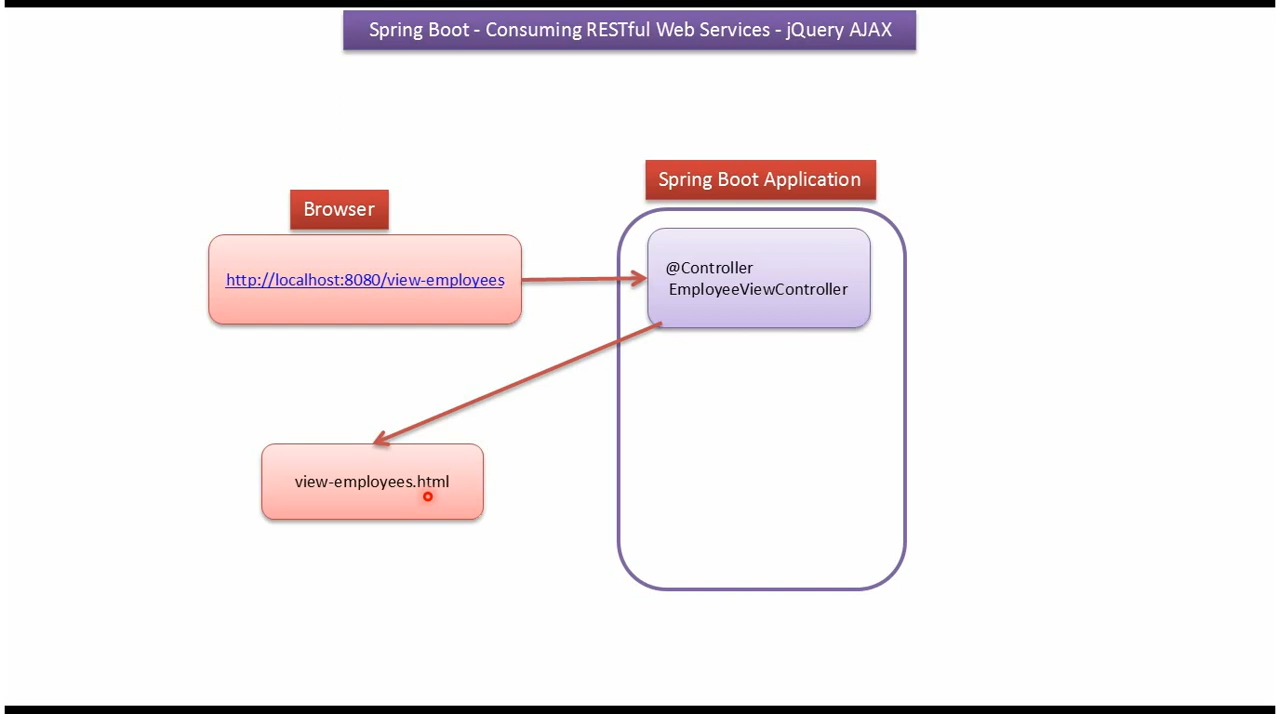 Spring Boot - Consuming RESTful Web Services - jQuery AJAX
Spring Boot Application
Browser
http://localhost:8080/view-employees
@Controller
EmployeeViewController
view-employees.html